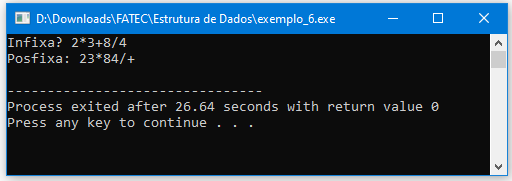 D:\Downloads\FATEC\Estrutura de Dados\exemplo_6.exe
Infixa? 2*3+8/4
Posfixa: 23*84/+
--------------------------------
Process exited after 26.64 seconds with return value 0
Press any key to continue . . .